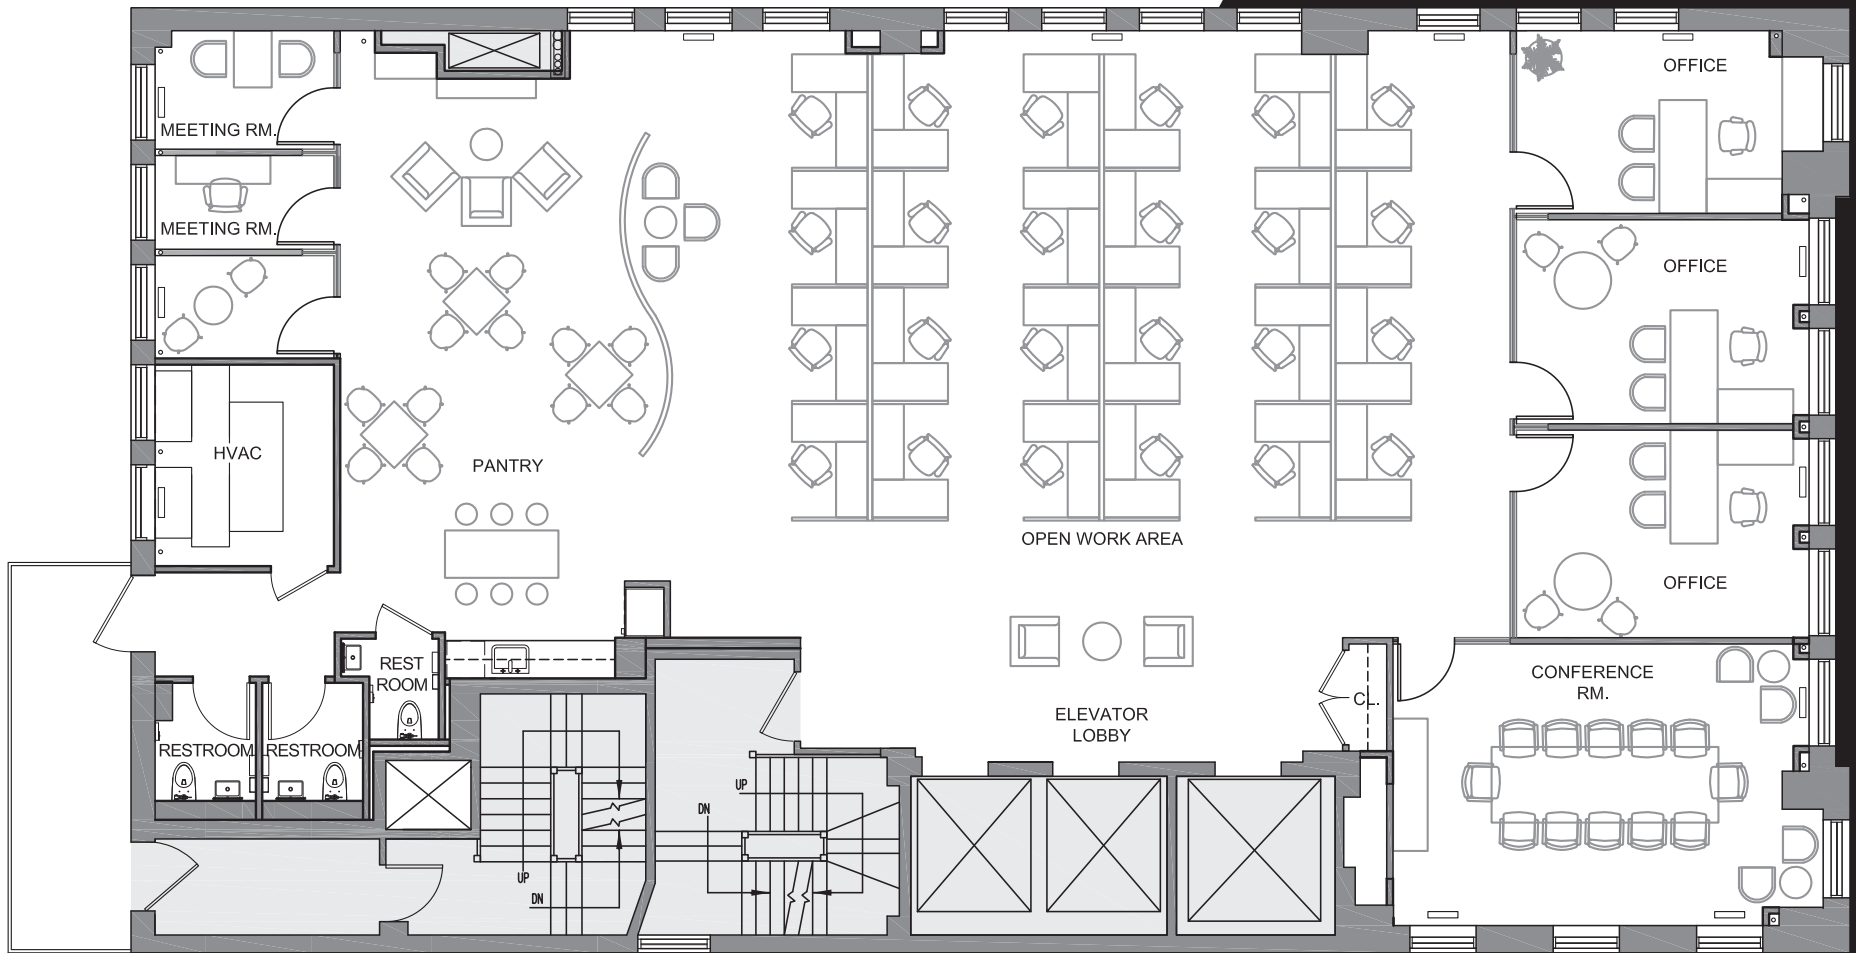 OFFICE
MEETING RM.
MEETING RM.
OFFICE
HVAC
PANTRY
OPEN WORK AREA
OFFICE
REST
ROOM
CONFERENCE
RM.
CL.
ELEVATOR
LOBBY
RESTROOM
RESTROOM
UP
DN
UP
DN